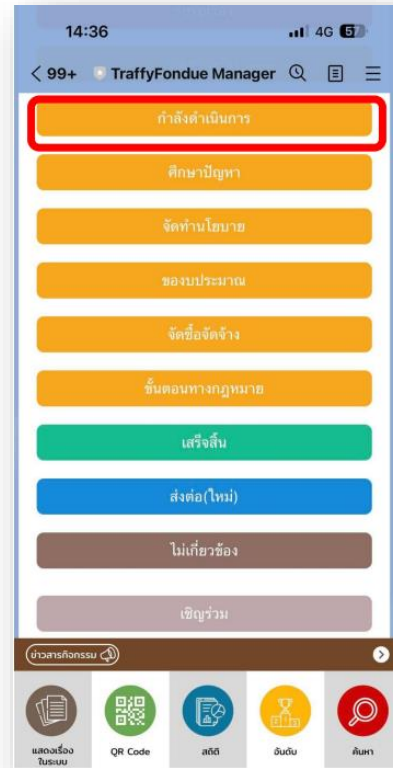 14:36
4G 57
99+ TraffyFondue Manager
กำลังดำเนินการ
ศึกษาปัญหา
จัดทำนโยบาย
ของบประมาณ
จัดซื้อจัดจ้าง
ขั้นตอนทางกฎหมาย
เสร็จสิ้น
ส่งต่อ(ใหม่)
ไม่เกี่ยวข้อง
เชิญร่วม
ข่าวสารกิจกรรม
แสดงเรื่อง
ในระบบ
QR Code
สถิติ
อันดับ
ค้นหา